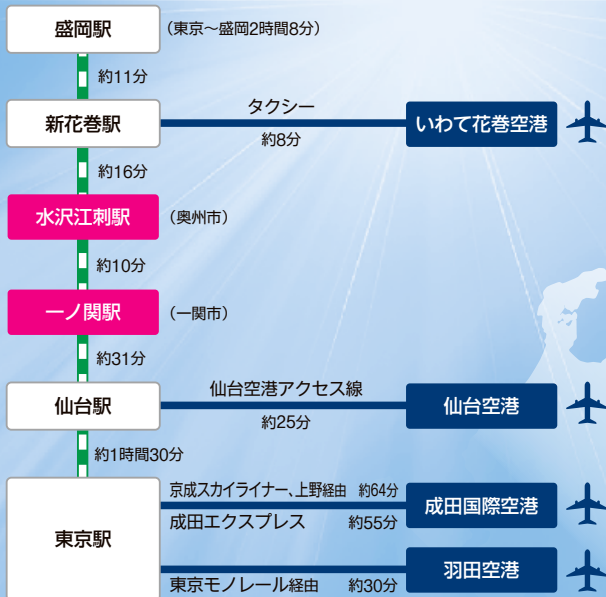 盛岡駅 (東京〜盛岡2時間8分)
約11分
タクシー
新花巻駅 いわて花巻空港
約8分
約16分
水沢江刺駅 (奥州市)
約10分
一ノ関駅 (一関市)
約31分
仙台空港アクセス線
仙台駅 仙台空港
約25分
約1時間30分
京成スカイライナー、上野経由 約64分
成田国際空港
成田エクスプレス 約55分
東京駅
羽田空港
東京モノレール経由 約30分